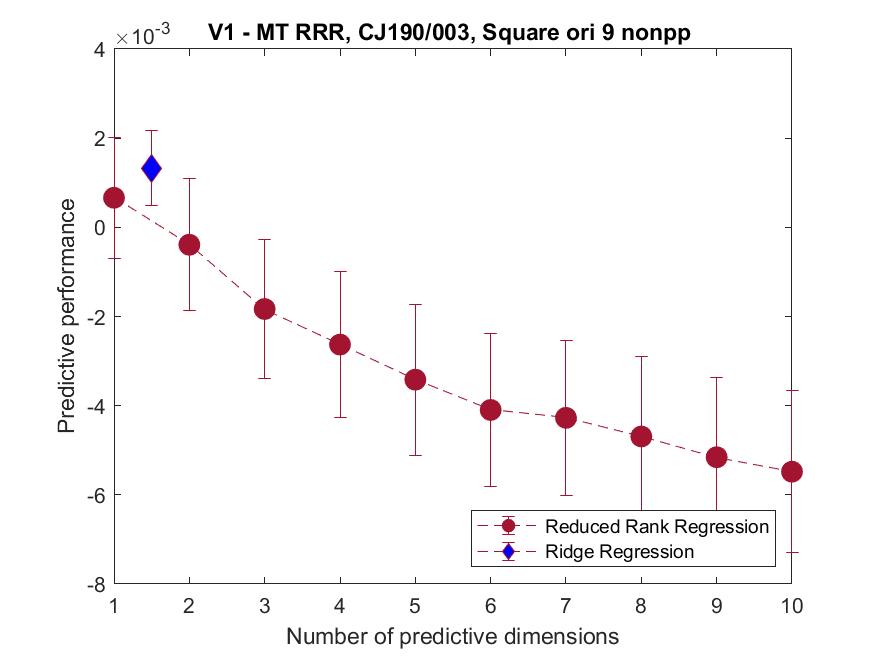 V1 - MT RRR, CJ190/003, Square ori 9 nonpp
×10-3
4
2
0
-2
-4
-6
-8
Predictive performance
Reduced Rank Regression
Ridge Regression
1 2 3 4 5 6 7 8 9 10
Number of predictive dimensions